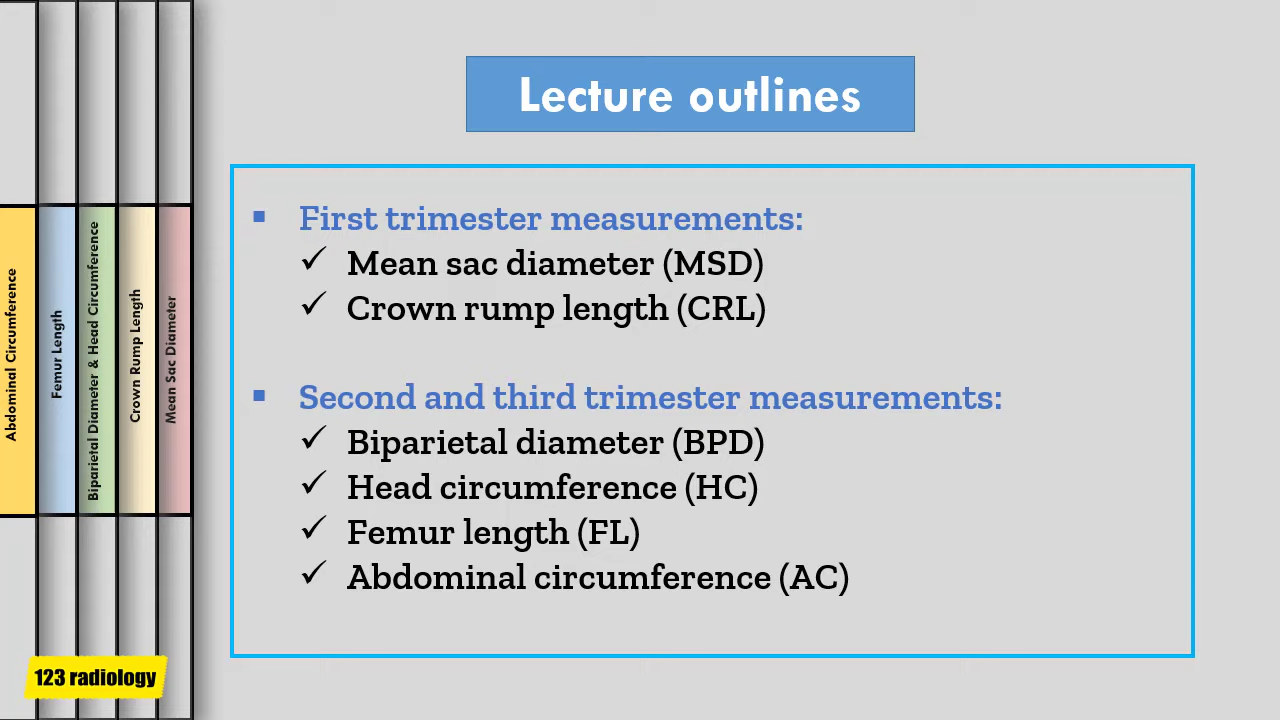 Lecture outlines
▪ First trimester measurements:
✓ Mean sac diameter (MSD)
✓ Crown rump length (CRL)
▪ Second and third trimester measurements:
✓ Biparietal diameter (BPD)
✓ Head circumference (HC)
✓ Femur length (FL)
✓ Abdominal circumference (AC)
Abdominal Circumference
Femur Length
Biparietal Diameter & Head Circumference
Crown Rump Length
Mean Sac Diameter
123 radiology